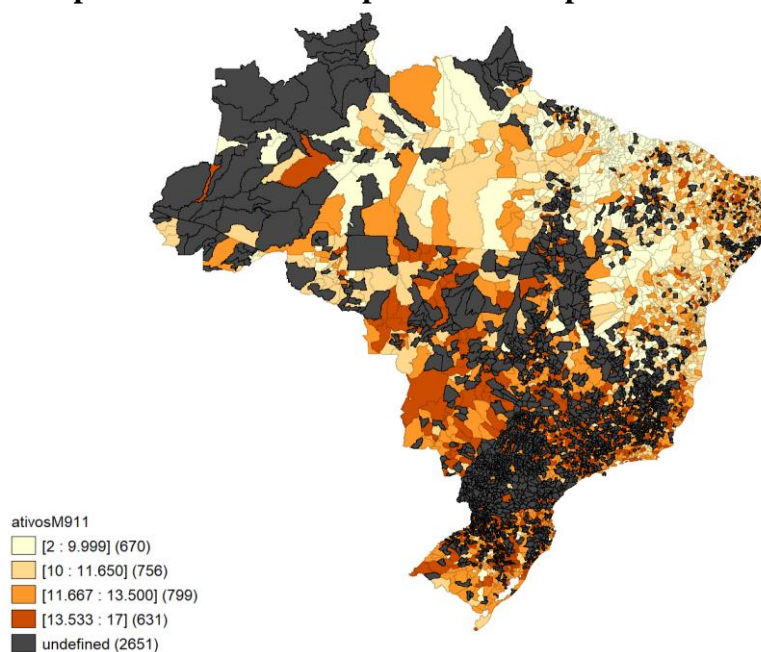 ativosM911
[2 : 9.999] (670)
[10 : 11.650] (756)
[11.667 : 13.500] (799)
[13.533 : 17] (631)
undefined (2651)